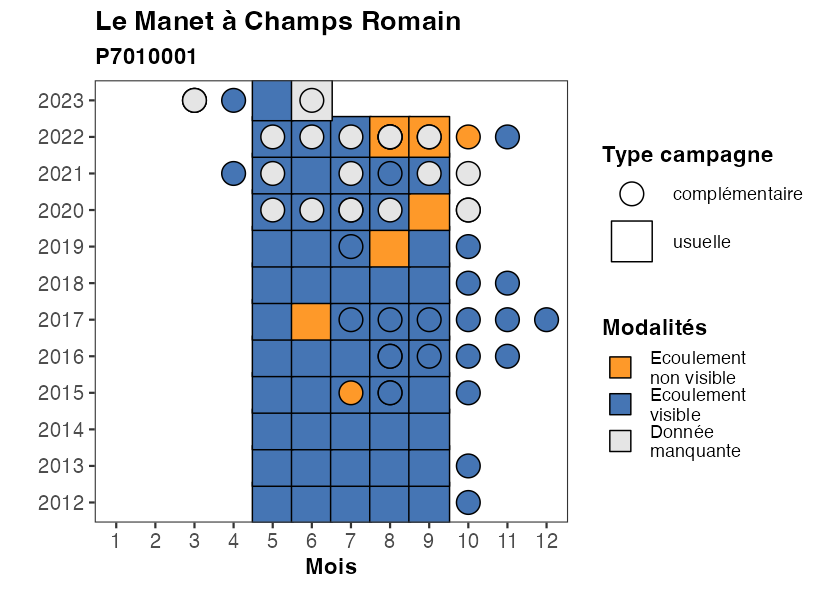 Le Manet à Champs Romain
P7010001
2023
2022
2021
2020
2019
2018
2017
2016
2015
2014
2013
2012
1 2 3 4 5 6 7 8 9 10 11 12
Mois
Type campagne
complémentaire
usuelle
Modalités
Ecoulement
non visible
Ecoulement
visible
Donnée
manquante